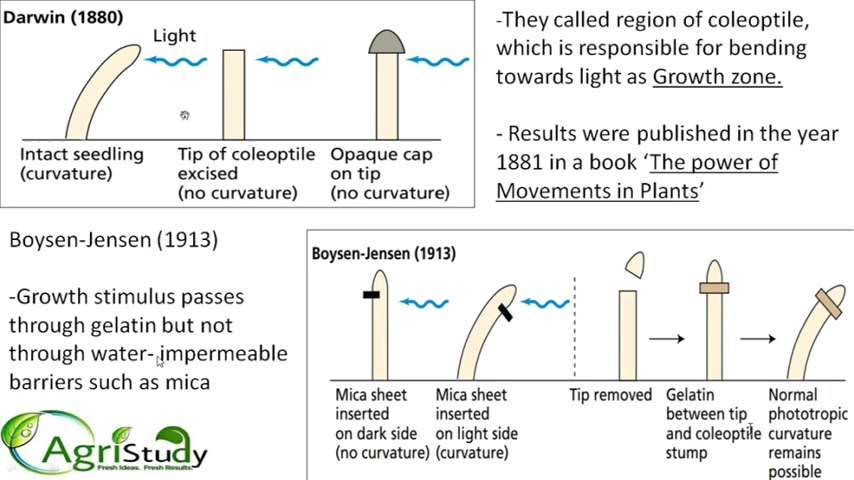 Darwin (1880)
Light
Intact seedling
(curvature)
Tip of coleoptile
excised
(no curvature)
Opaque cap
on tip
(no curvature)
-They called region of coleoptile,
which is responsible for bending
towards light as Growth zone.
- Results were published in the year
1881 in a book ‘The power of
Movements in Plants’
Boysen-Jensen (1913)
-Growth stimulus passes
through gelatin but not
through water- impermeable
barriers such as mica
Boysen-Jensen (1913)
Mica sheet
inserted
on dark side
(no curvature)
Mica sheet
inserted
on light side
(curvature)
Tip removed
Gelatin
between tip
and coleoptile
stump
Normal
phototropic
curvature
remains
possible
AgriStudy
Fresh Ideas. Fresh Results.